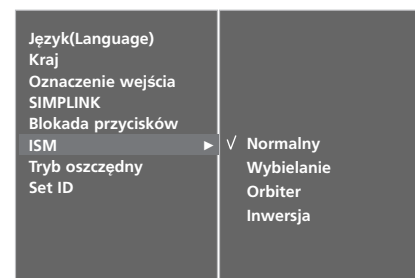 Język(Language)
Kraj
Oznaczenie wejścia
SIMPLINK
Blokada przycisków
ISM ►
Tryb oszczędny
Set ID
√ Normalny
Wybielanie
Orbiter
Inwersja